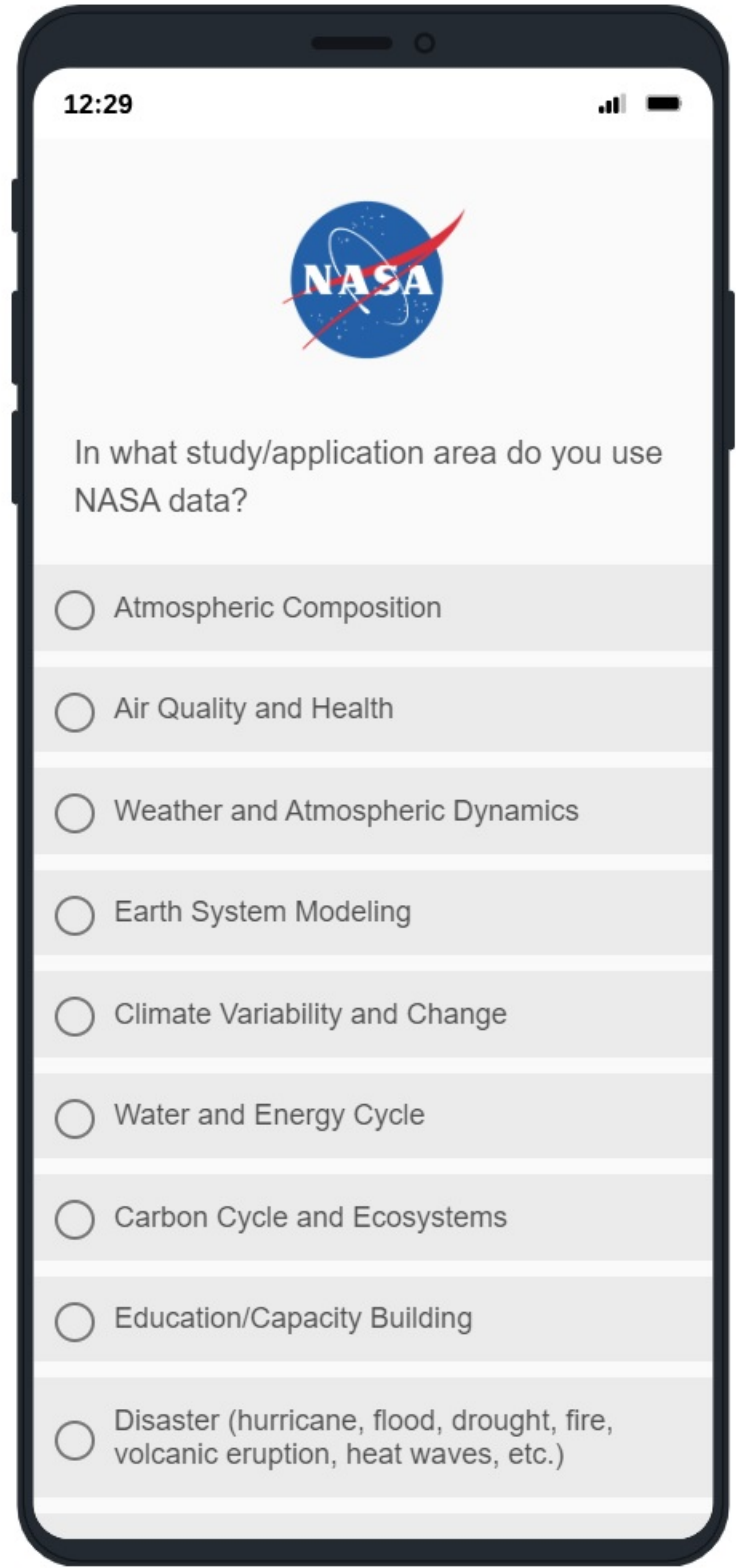 12:29
NASA
In what study/application area do you use
NASA data?
Atmospheric Composition
Air Quality and Health
Weather and Atmospheric Dynamics
Earth System Modeling
Climate Variability and Change
Water and Energy Cycle
Carbon Cycle and Ecosystems
Education/Capacity Building
Disaster (hurricane, flood, drought, fire,
volcanic eruption, heat waves, etc.)